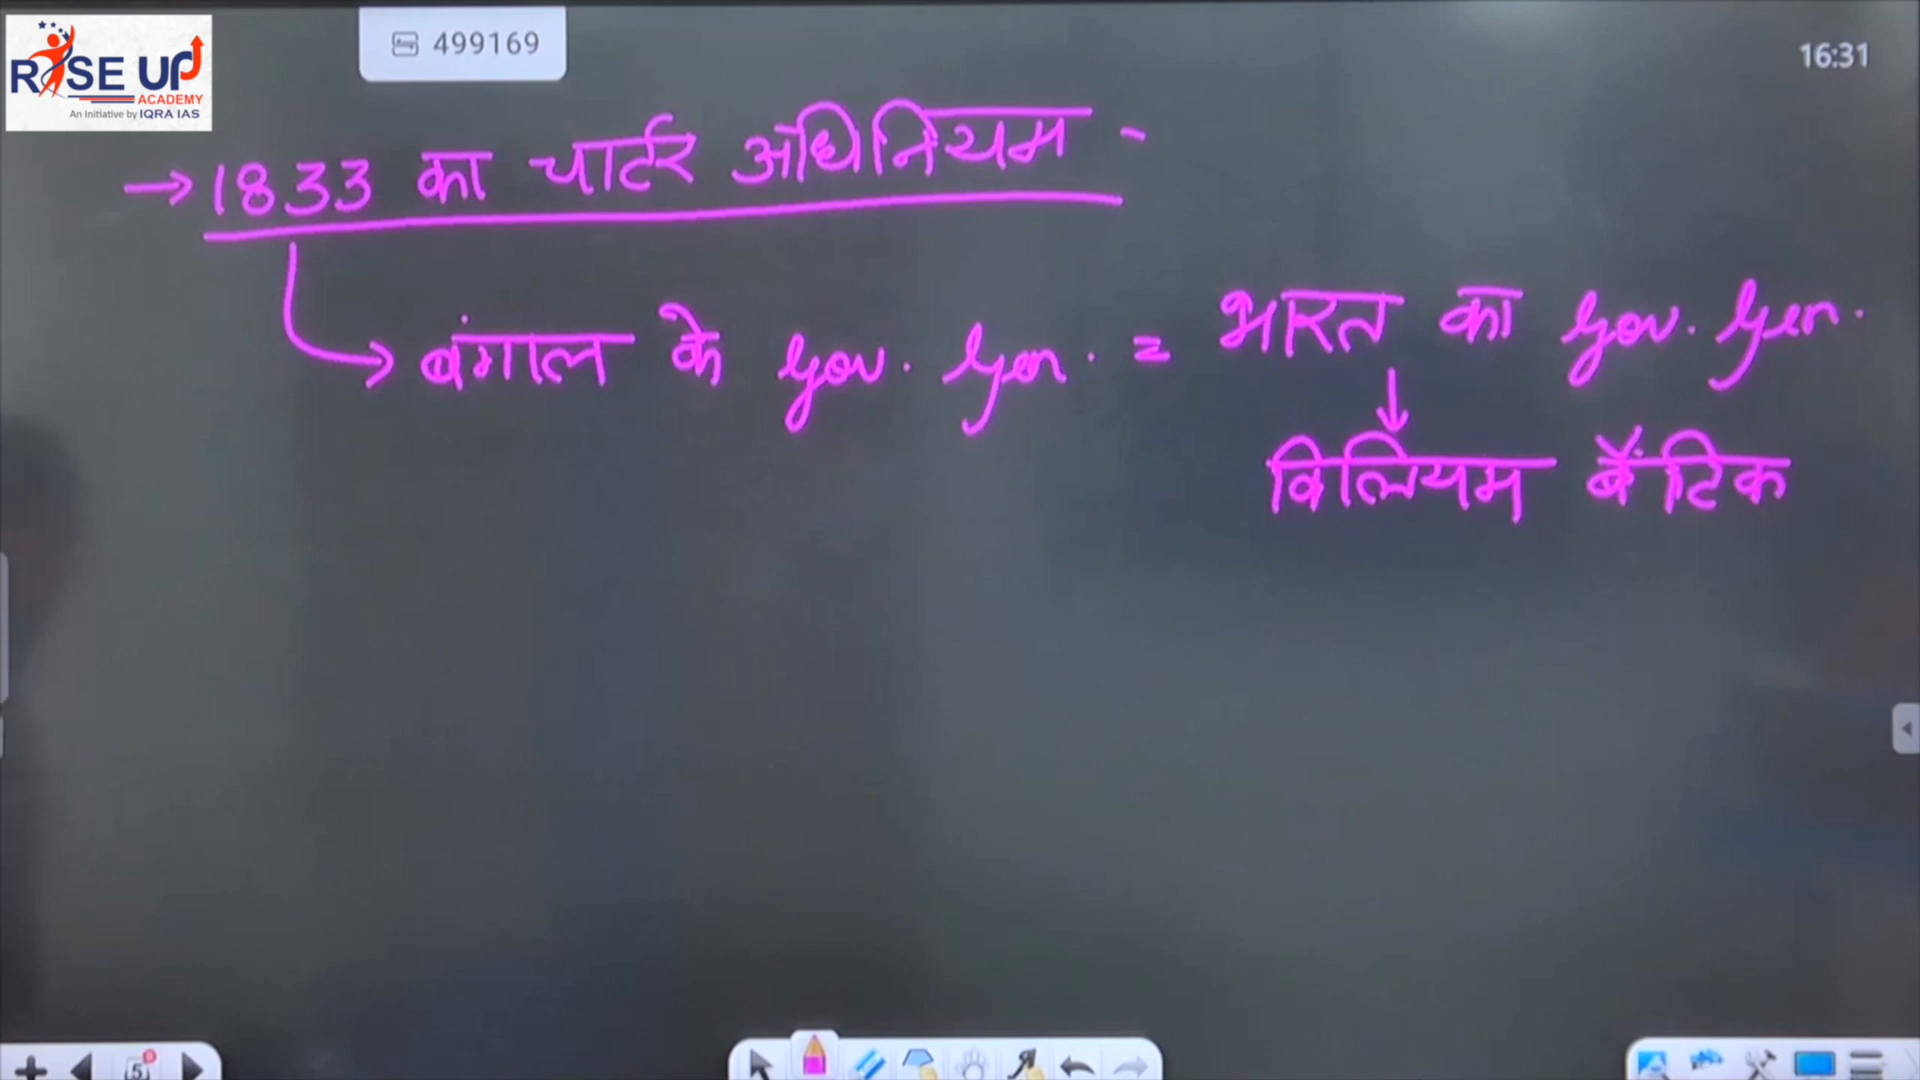 RISE UP
ACADEMY
An Initiative by IQRA IAS
499169
16:31
→ 1833 का चार्टर अधिनियम -
→ बंगाल के Gov. Gen. = भारत का Gov. Gen.
↓
विलियम बैंटिक
5